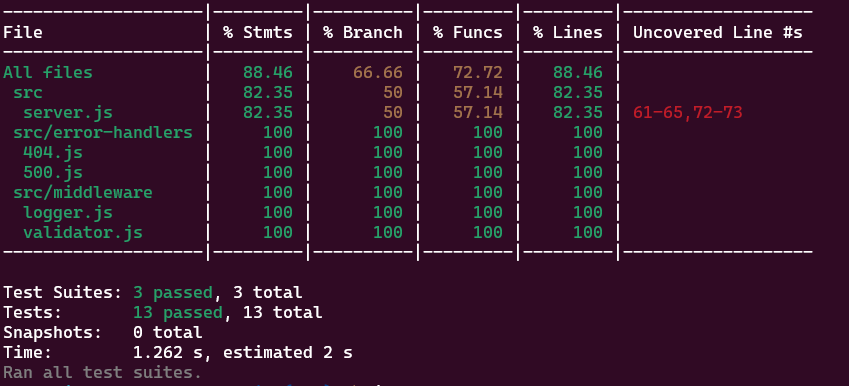 --------------------|---------|----------|---------|---------|-------------------
File                | % Stmts | % Branch | % Funcs | % Lines | Uncovered Line #s
--------------------|---------|----------|---------|---------|-------------------
All files           |   88.46 |    66.66 |   72.72 |   88.46 |
 src                |   82.35 |       50 |   57.14 |   82.35 |
  server.js         |   82.35 |       50 |   57.14 |   82.35 | 61-65,72-73
 src/error-handlers |     100 |      100 |     100 |     100 |
  404.js            |     100 |      100 |     100 |     100 |
  500.js            |     100 |      100 |     100 |     100 |
 src/middleware     |     100 |      100 |     100 |     100 |
  logger.js         |     100 |      100 |     100 |     100 |
  validator.js      |     100 |      100 |     100 |     100 |
--------------------|---------|----------|---------|---------|-------------------
Test Suites: 3 passed, 3 total
Tests:       13 passed, 13 total
Snapshots:   0 total
Time:        1.262 s, estimated 2 s
Ran all test suites.